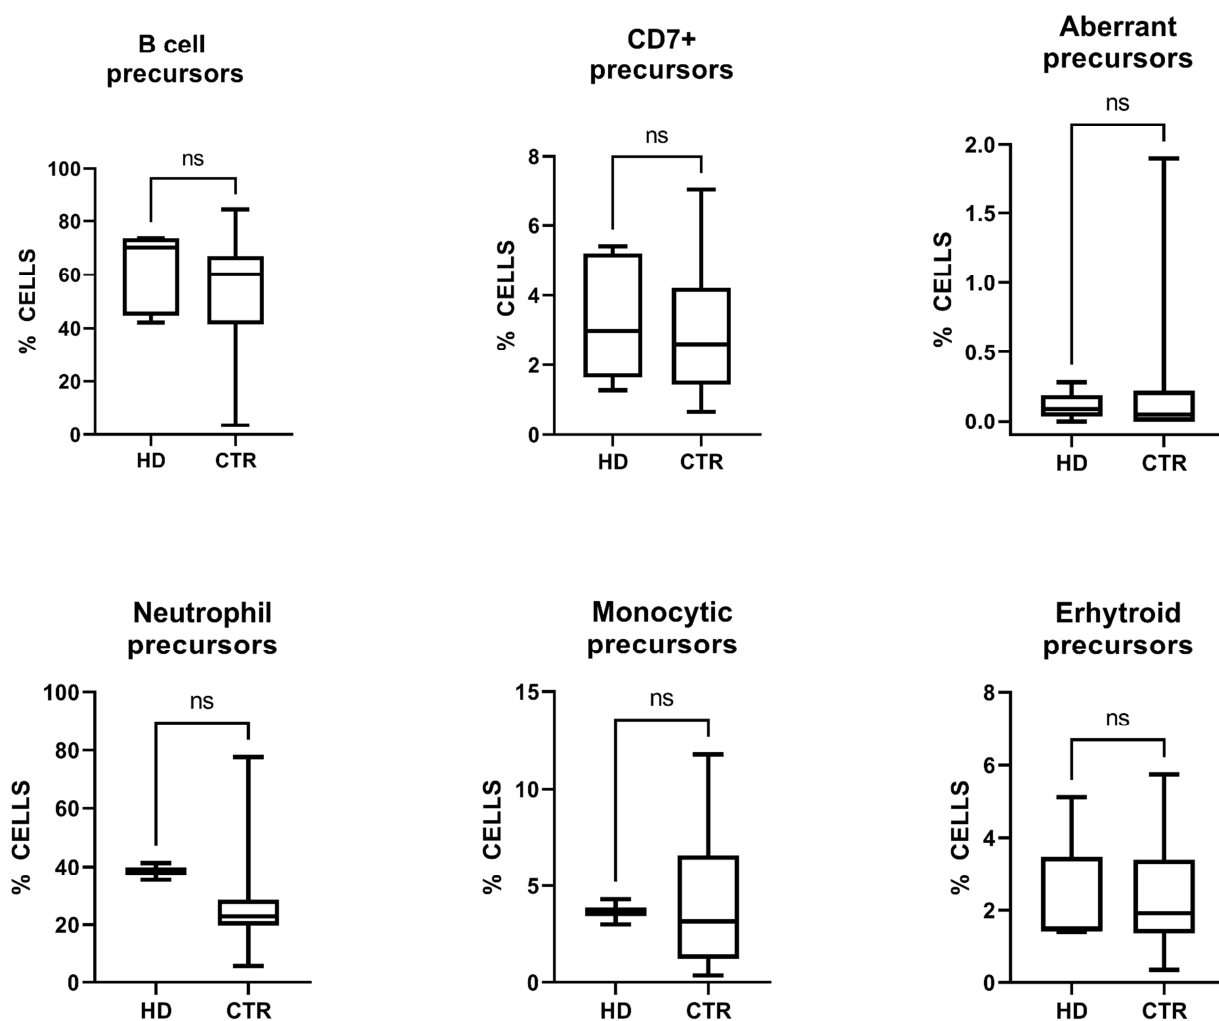 B cell
precursors
ns
100
80
60
40
20
0
% CELLS
HD CTR
CD7+
precursors
ns
8
6
4
2
0
% CELLS
HD CTR
Aberrant
precursors
ns
2.0
1.5
1.0
0.5
0.0
% CELLS
HD CTR
Neutrophil
precursors
ns
100
80
60
40
20
0
% CELLS
HD CTR
Monocytic
precursors
ns
15
10
5
0
% CELLS
HD CTR
Erhytroid
precursors
ns
8
6
4
2
0
% CELLS
HD CTR